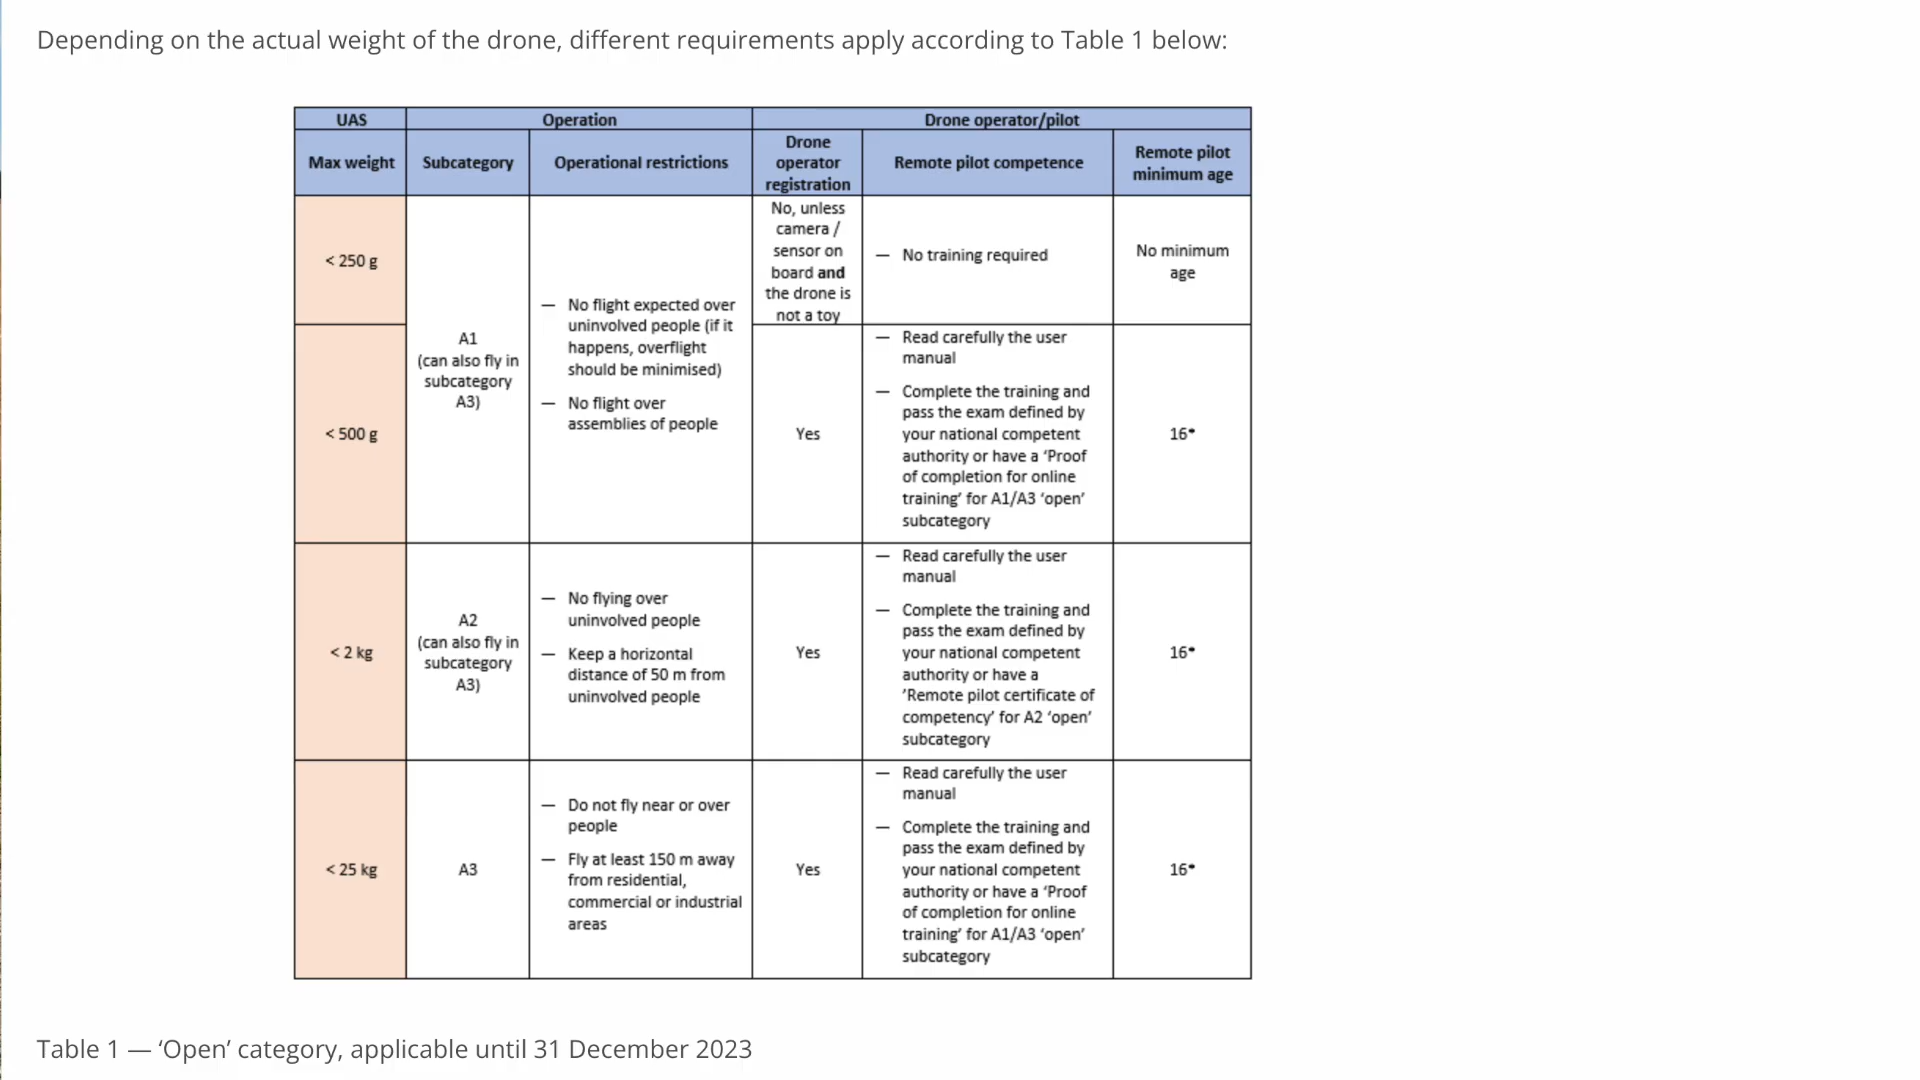 Depending on the actual weight of the drone, different requirements apply according to Table 1 below:
UAS
Operation
Drone operator/pilot
Max weight
Subcategory
Operational restrictions
Drone
operator
registration
Remote pilot competence
Remote pilot
minimum age
< 250 g
A1
(can also fly in
subcategory
A3)
— No flight expected over
uninvolved people (if it
happens, overflight
should be minimised)
— No flight over
assemblies of people
No, unless
camera /
sensor on
board and
the drone is
not a toy
— No training required
No minimum
age
< 500 g
Yes
— Read carefully the user
manual
— Complete the training and
pass the exam defined by
your national competent
authority or have a ‘Proof
of completion for online
training’ for A1/A3 ‘open’
subcategory
16*
< 2 kg
A2
(can also fly in
subcategory
A3)
— No flying over
uninvolved people
— Keep a horizontal
distance of 50 m from
uninvolved people
Yes
— Read carefully the user
manual
— Complete the training and
pass the exam defined by
your national competent
authority or have a
‘Remote pilot certificate of
competency’ for A2 ‘open’
subcategory
16*
< 25 kg
A3
— Do not fly near or over
people
— Fly at least 150 m away
from residential,
commercial or industrial
areas
Yes
— Read carefully the user
manual
— Complete the training and
pass the exam defined by
your national competent
authority or have a ‘Proof
of completion for online
training’ for A1/A3 ‘open’
subcategory
16*
Table 1 — ‘Open’ category, applicable until 31 December 2023